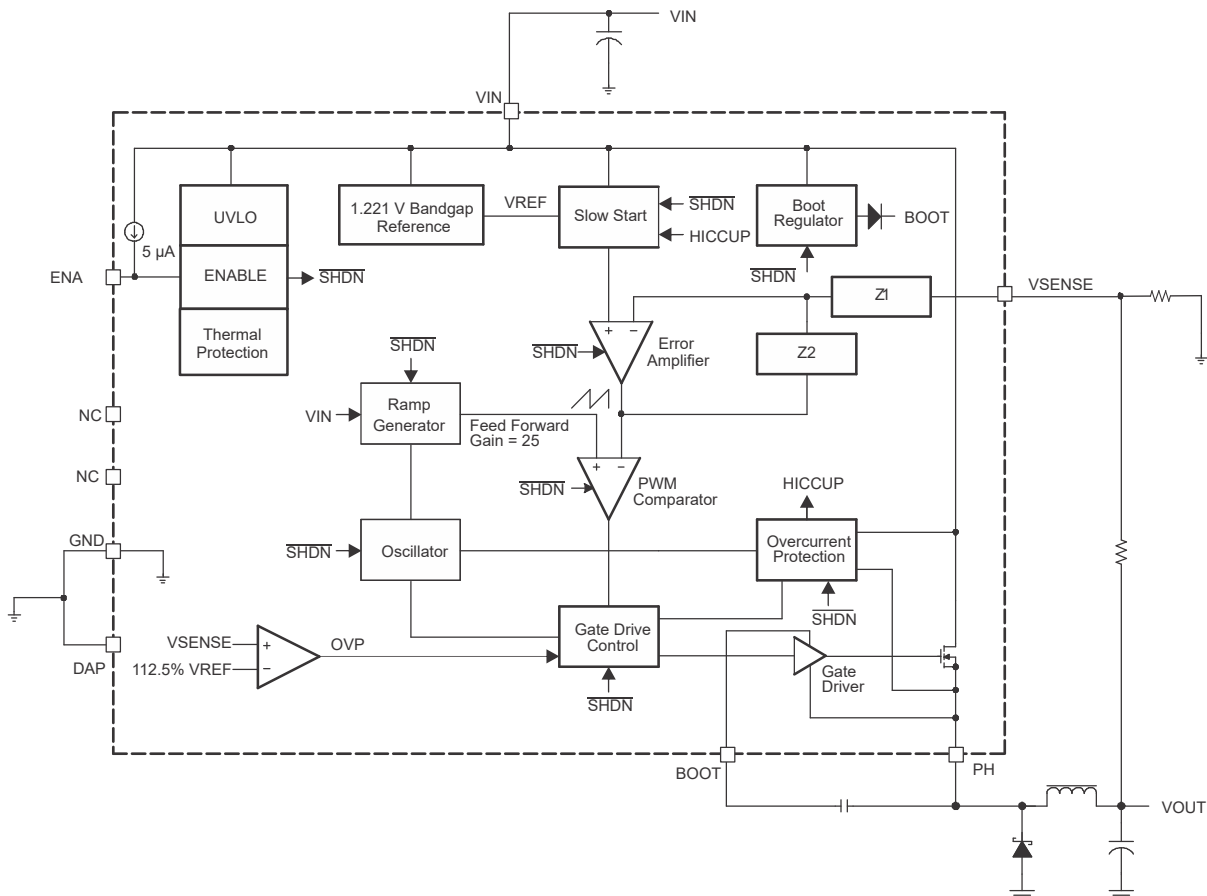 VIN
VIN
UVLO
1.221 V Bandgap
Reference
VREF
Slow Start
SHDN
HICCUP
Boot
Regulator
BOOT
SHDN
5 µA
ENA
ENABLE
SHDN
Thermal
Protection
VSENSE
Z1
Z2
+ −
Error
Amplifier
SHDN
SHDN
VIN
Ramp
Generator
Feed Forward
Gain = 25
NC
NC
+ −
PWM
Comparator
SHDN
HICCUP
GND
SHDN
Oscillator
Overcurrent
Protection
SHDN
DAP
VSENSE
+
112.5% VREF
−
OVP
Gate Drive
Control
SHDN
Gate
Driver
BOOT
PH
VOUT